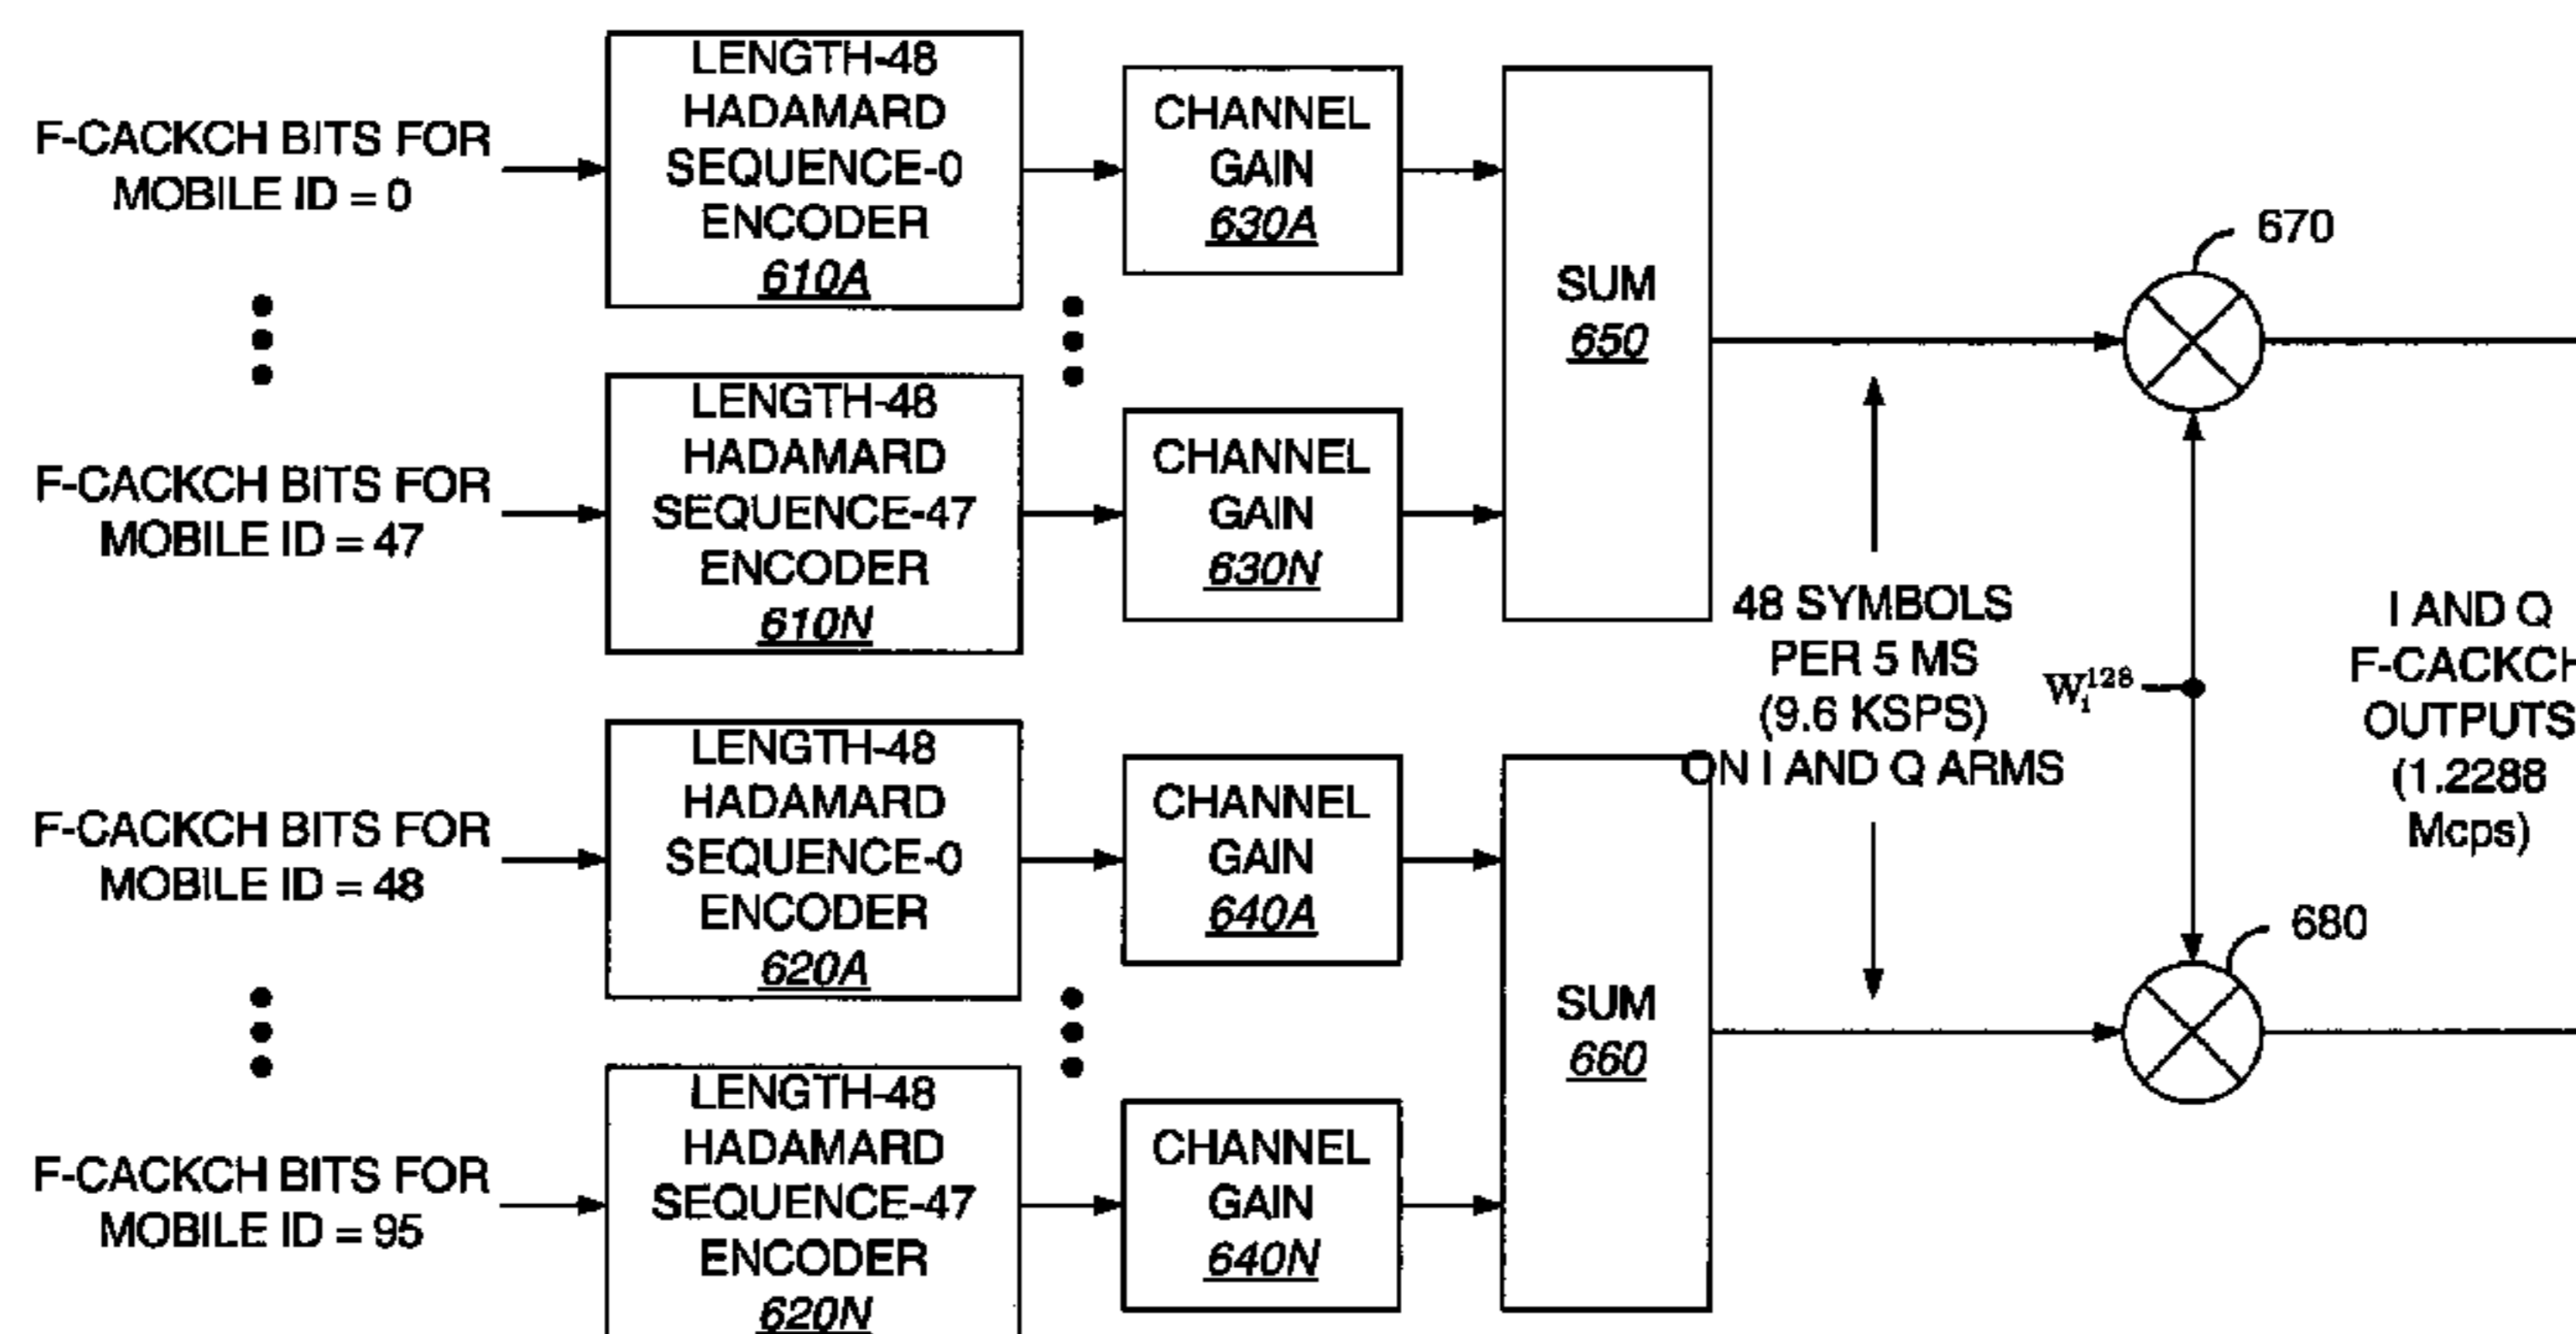 F-CACKCH BITS FOR
MOBILE ID = 0
LENGTH-48
HADAMARD
SEQUENCE-0
ENCODER
610A
CHANNEL
GAIN
630A
SUM
650
670
F-CACKCH BITS FOR
MOBILE ID = 47
LENGTH-48
HADAMARD
SEQUENCE-47
ENCODER
610N
CHANNEL
GAIN
630N
48 SYMBOLS
PER 5 MS
(9.6 KSPS)
ON I AND Q ARMS
W_i^128
I AND Q
F-CACKCH
OUTPUTS
(1.2288
Mcps)
F-CACKCH BITS FOR
MOBILE ID = 48
LENGTH-48
HADAMARD
SEQUENCE-0
ENCODER
620A
CHANNEL
GAIN
640A
SUM
660
680
F-CACKCH BITS FOR
MOBILE ID = 95
LENGTH-48
HADAMARD
SEQUENCE-47
ENCODER
620N
CHANNEL
GAIN
640N